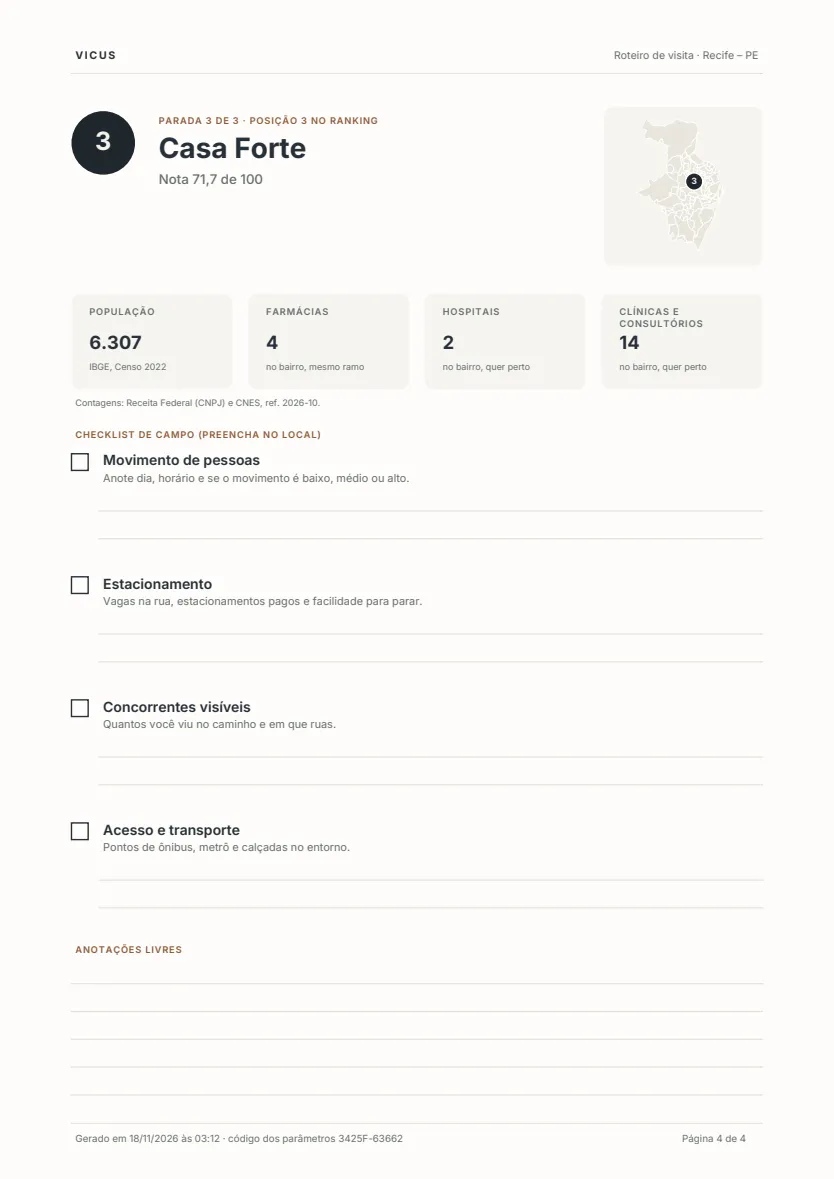 VICUS
Roteiro de visita · Recife – PE
3
PARADA 3 DE 3 · POSIÇÃO 3 NO RANKING
Casa Forte
Nota 71,7 de 100
3
POPULAÇÃO
6.307
IBGE, Censo 2022
FARMÁCIAS
4
no bairro, mesmo ramo
HOSPITAIS
2
no bairro, quer perto
CLÍNICAS E
CONSULTÓRIOS
14
no bairro, quer perto
Contagens: Receita Federal (CNPJ) e CNES, ref. 2026-10.
CHECKLIST DE CAMPO (PREENCHA NO LOCAL)
Movimento de pessoas
Anote dia, horário e se o movimento é baixo, médio ou alto.
Estacionamento
Vagas na rua, estacionamentos pagos e facilidade para parar.
Concorrentes visíveis
Quantos você viu no caminho e em que ruas.
Acesso e transporte
Pontos de ônibus, metrô e calçadas no entorno.
ANOTAÇÕES LIVRES
Gerado em 18/11/2026 às 03:12 · código dos parâmetros 3425F-63662
Página 4 de 4